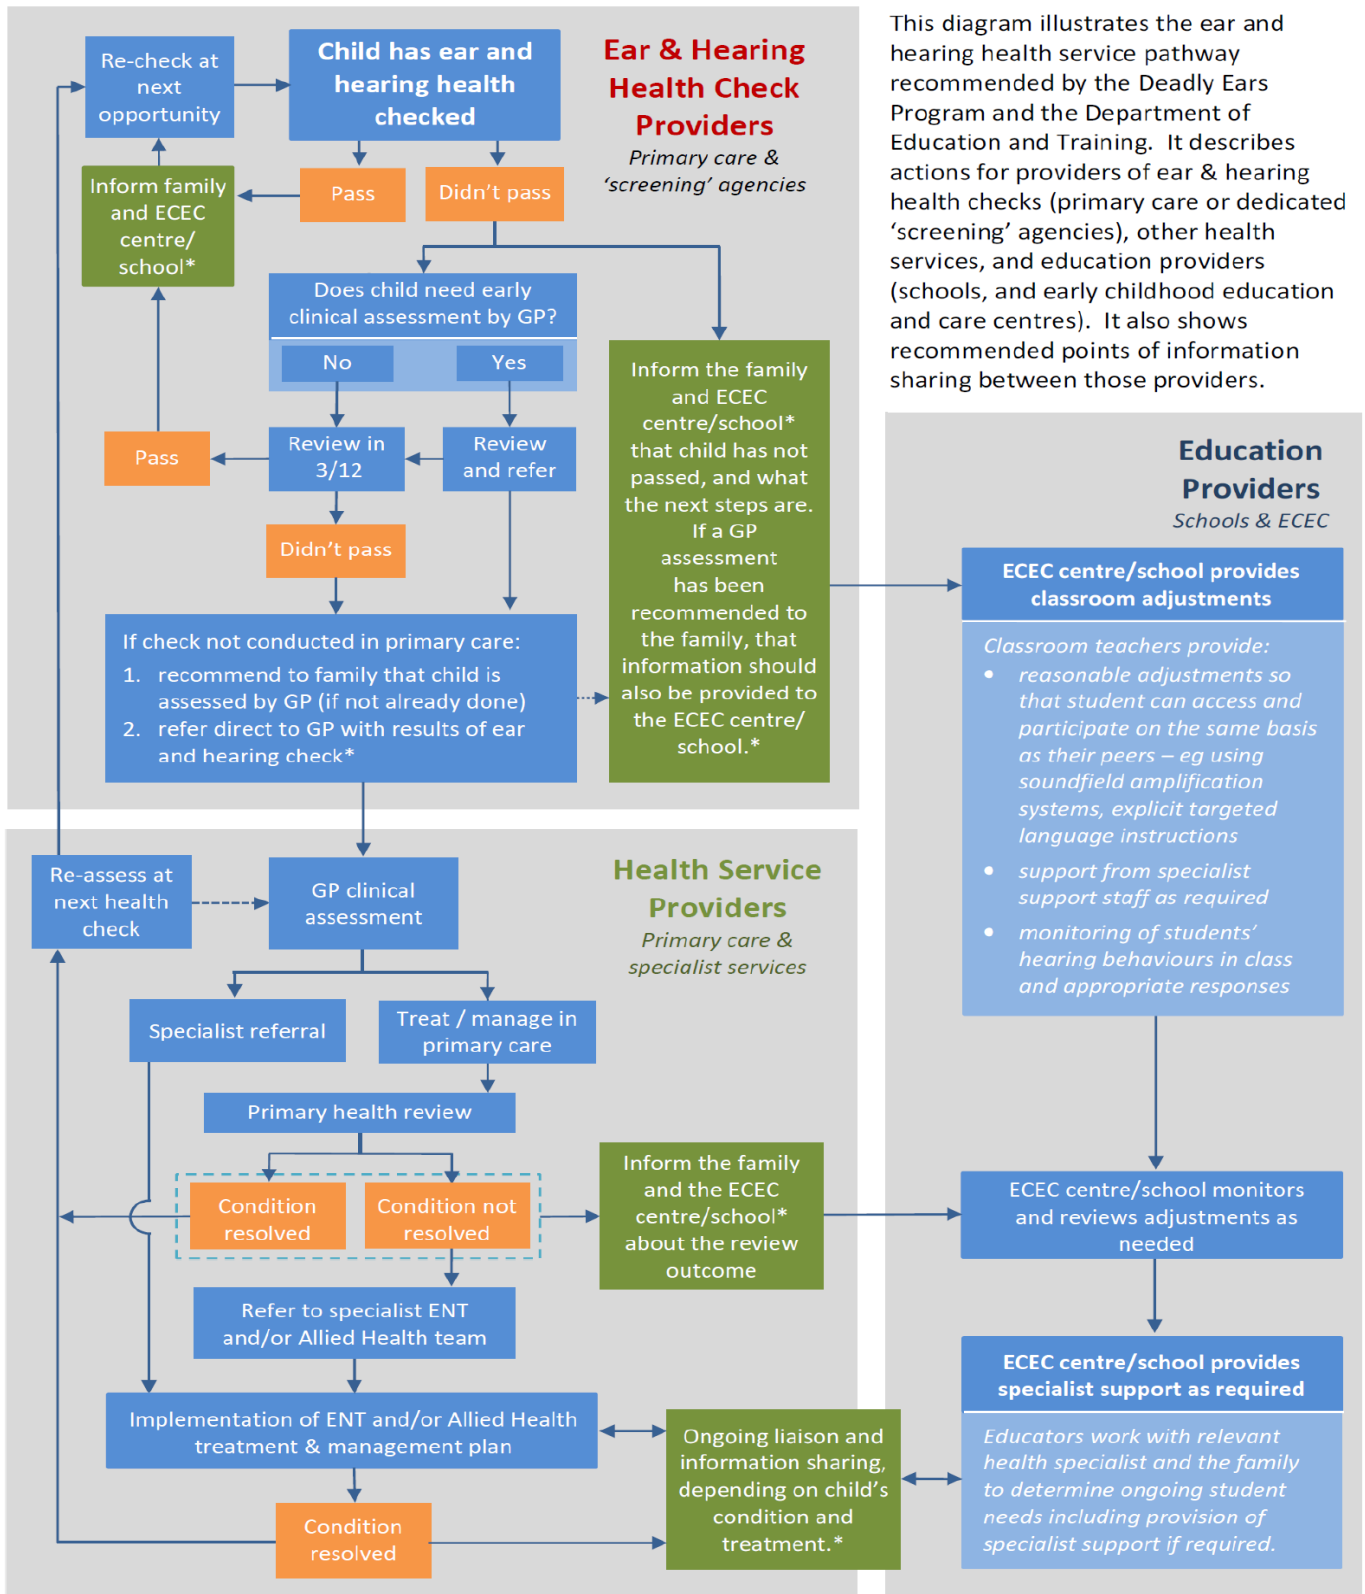 This diagram illustrates the ear and
hearing health service pathway
recommended by the Deadly Ears
Program and the Department of
Education and Training.  It describes
actions for providers of ear & hearing
health checks (primary care or dedicated
‘screening’ agencies), other health
services, and education providers
(schools, and early childhood education
and care centres).  It also shows
recommended points of information
sharing between those providers.
Ear & Hearing
Health Check
Providers
Primary care &
‘screening’ agencies
Re-check at
next
opportunity
Child has ear and
hearing health
checked
Inform family
and ECEC
centre/
school*
Pass
Didn’t pass
Does child need early
clinical assessment by GP?
No
Yes
Pass
Review in
3/12
Review
and refer
Didn’t pass
Inform the family
and ECEC
centre/school*
that child has not
passed, and what
the next steps are.
If a GP
assessment
has been
recommended to
the family, that
information should
also be provided to
the ECEC centre/
school.*
If check not conducted in primary care:
1. recommend to family that child is
assessed by GP (if not already done)
2. refer direct to GP with results of ear
and hearing check*
Health Service
Providers
Primary care &
specialist services
Re-assess at
next health
check
GP clinical
assessment
Specialist referral
Treat / manage in
primary care
Primary health review
Condition
resolved
Condition not
resolved
Inform the family
and the ECEC
centre/school*
about the review
outcome
Refer to specialist ENT
and/or Allied Health team
Implementation of ENT and/or Allied Health
treatment & management plan
Condition
resolved
Ongoing liaison and
information sharing,
depending on child’s
condition and
treatment.*
Education
Providers
Schools & ECEC
ECEC centre/school provides
classroom adjustments
Classroom teachers provide:
• reasonable adjustments so
that student can access and
participate on the same basis
as their peers – eg using
soundfield amplification
systems, explicit targeted
language instructions
• support from specialist
support staff as required
• monitoring of students’
hearing behaviours in class
and appropriate responses
ECEC centre/school monitors
and reviews adjustments as
needed
ECEC centre/school provides
specialist support as required
Educators work with relevant
health specialist and the family
to determine ongoing student
needs including provision of
specialist support if required.